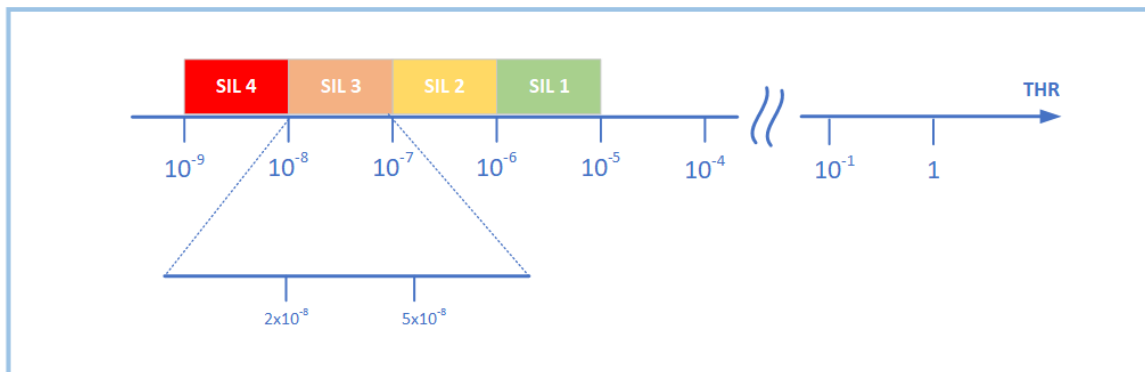 SIL 4 SIL 3 SIL 2 SIL 1
THR
10⁻⁹ 10⁻⁸ 10⁻⁷ 10⁻⁶ 10⁻⁵ 10⁻⁴ 10⁻¹ 1
2x10⁻⁸ 5x10⁻⁸